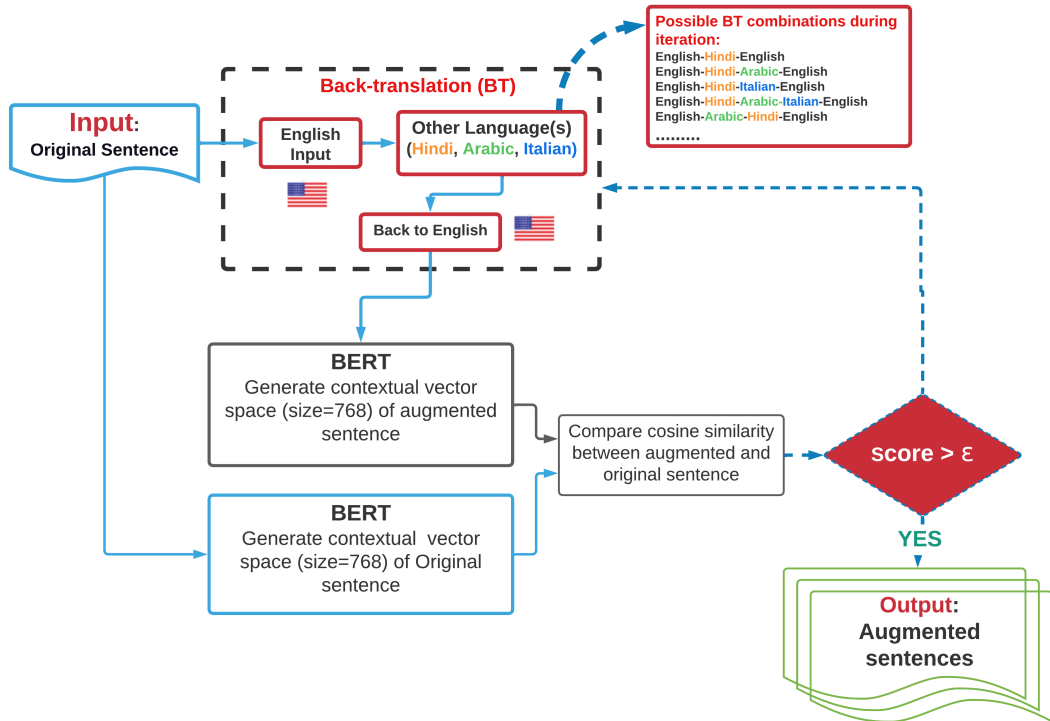 Possible BT combinations during
iteration:
English-Hindi-English
English-Hindi-Arabic-English
English-Hindi-Italian-English
English-Hindi-Arabic-Italian-English
English-Arabic-Hindi-English
.........
Back-translation (BT)
Input:
Original Sentence
English
Input
Other Language(s)
(Hindi, Arabic, Italian)
Back to English
BERT
Generate contextual vector
space (size=768) of augmented
sentence
Compare cosine similarity
between augmented and
original sentence
score > ε
BERT
Generate contextual vector
space (size=768) of Original
sentence
YES
Output:
Augmented
sentences